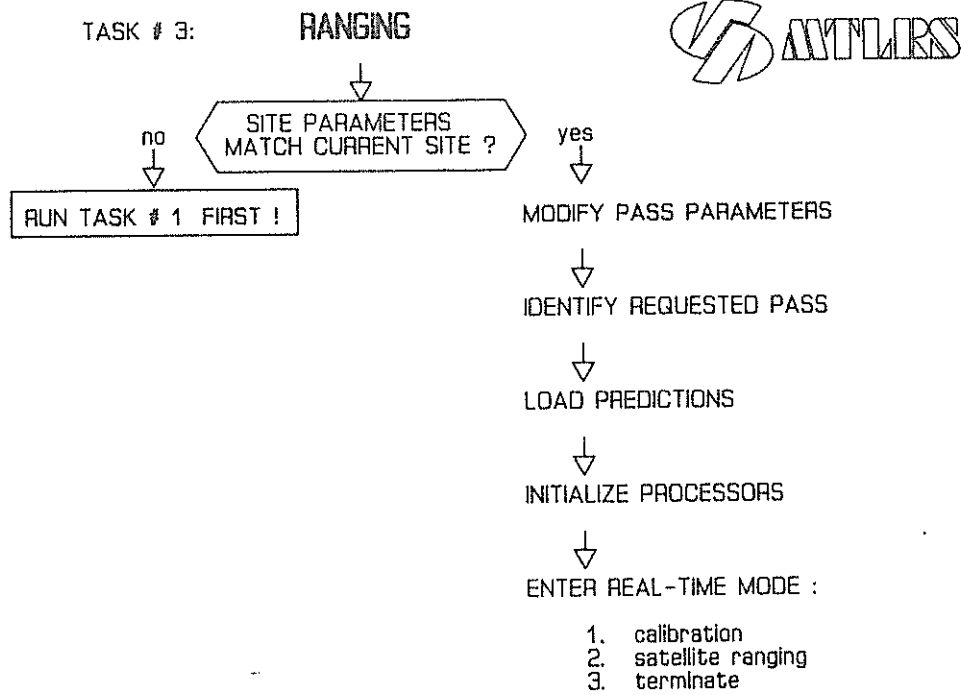 TASK # 3: RANGING
MTLRS
SITE PARAMETERS
MATCH CURRENT SITE ?
no
yes
RUN TASK # 1 FIRST !
MODIFY PASS PARAMETERS
IDENTIFY REQUESTED PASS
LOAD PREDICTIONS
INITIALIZE PROCESSORS
ENTER REAL-TIME MODE :
1. calibration
2. satellite ranging
3. terminate